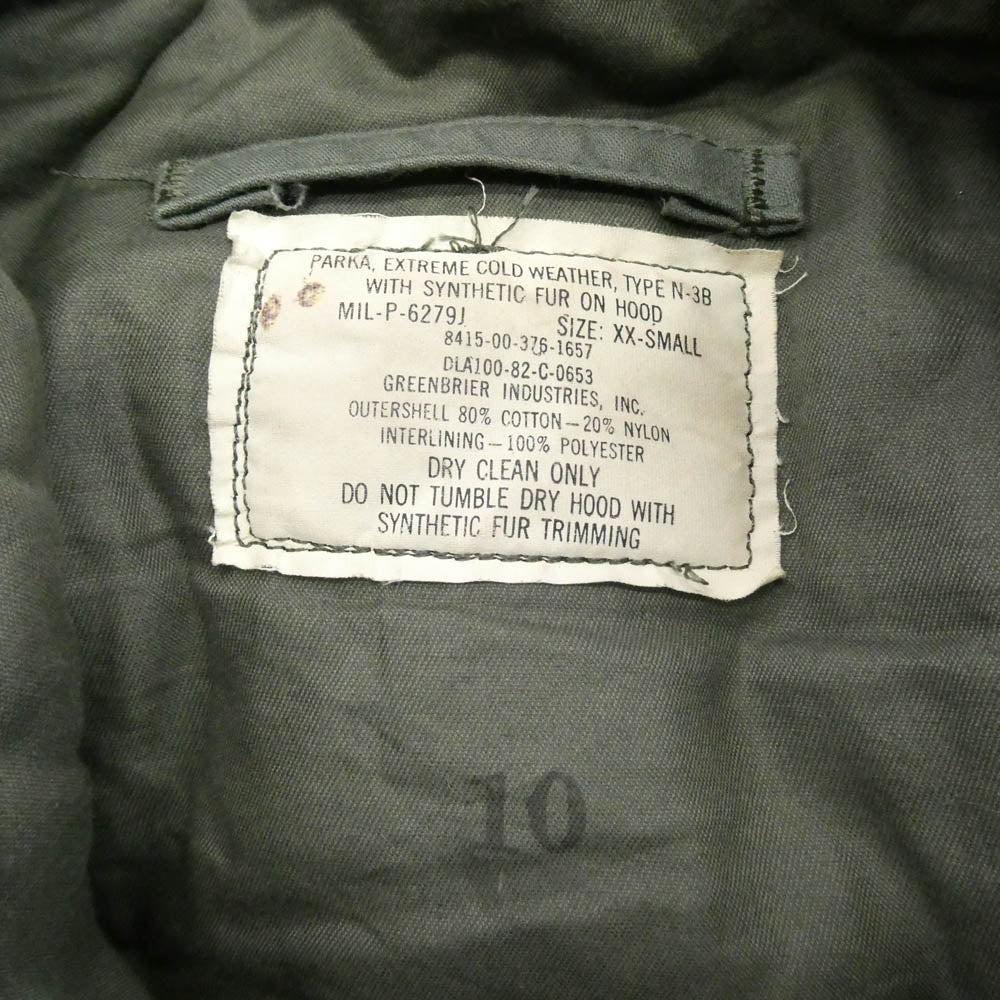 PARKA, EXTREME COLD WEATHER, TYPE N-3B
WITH SYNTHETIC FUR ON HOOD
MIL-P-6279J SIZE: XX-SMALL
8415-00-376-1657
DLA100-82-C-0653
GREENBRIER INDUSTRIES, INC.
OUTERSHELL 80% COTTON—20% NYLON
INTERLINING—100% POLYESTER
DRY CLEAN ONLY
DO NOT TUMBLE DRY HOOD WITH
SYNTHETIC FUR TRIMMING
10